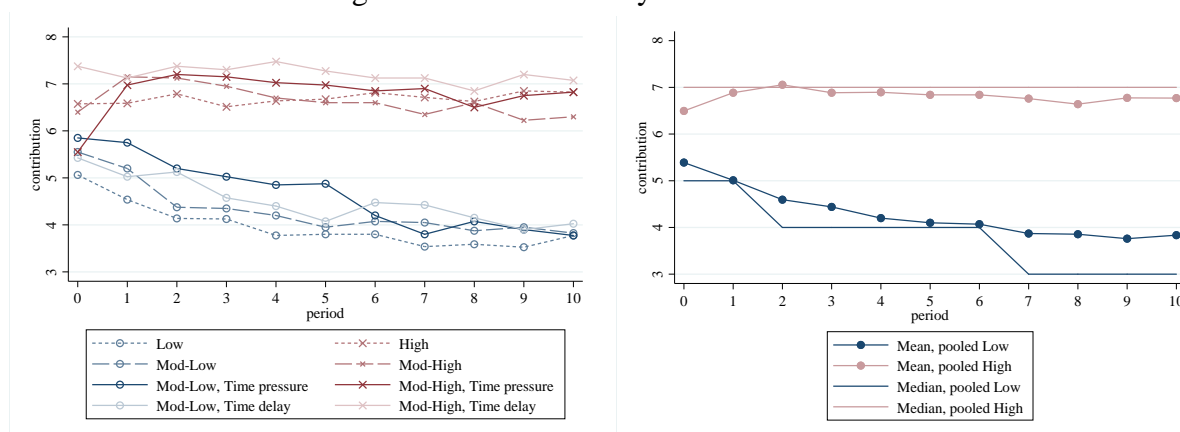 8
7
6
5
4
3
contribution
0 1 2 3 4 5 6 7 8 9 10
period
Low High
Mod-Low Mod-High
Mod-Low, Time pressure Mod-High, Time pressure
Mod-Low, Time delay Mod-High, Time delay
8
7
6
5
4
3
contribution
0 1 2 3 4 5 6 7 8 9 10
period
Mean, pooled Low
Mean, pooled High
Median, pooled Low
Median, pooled High